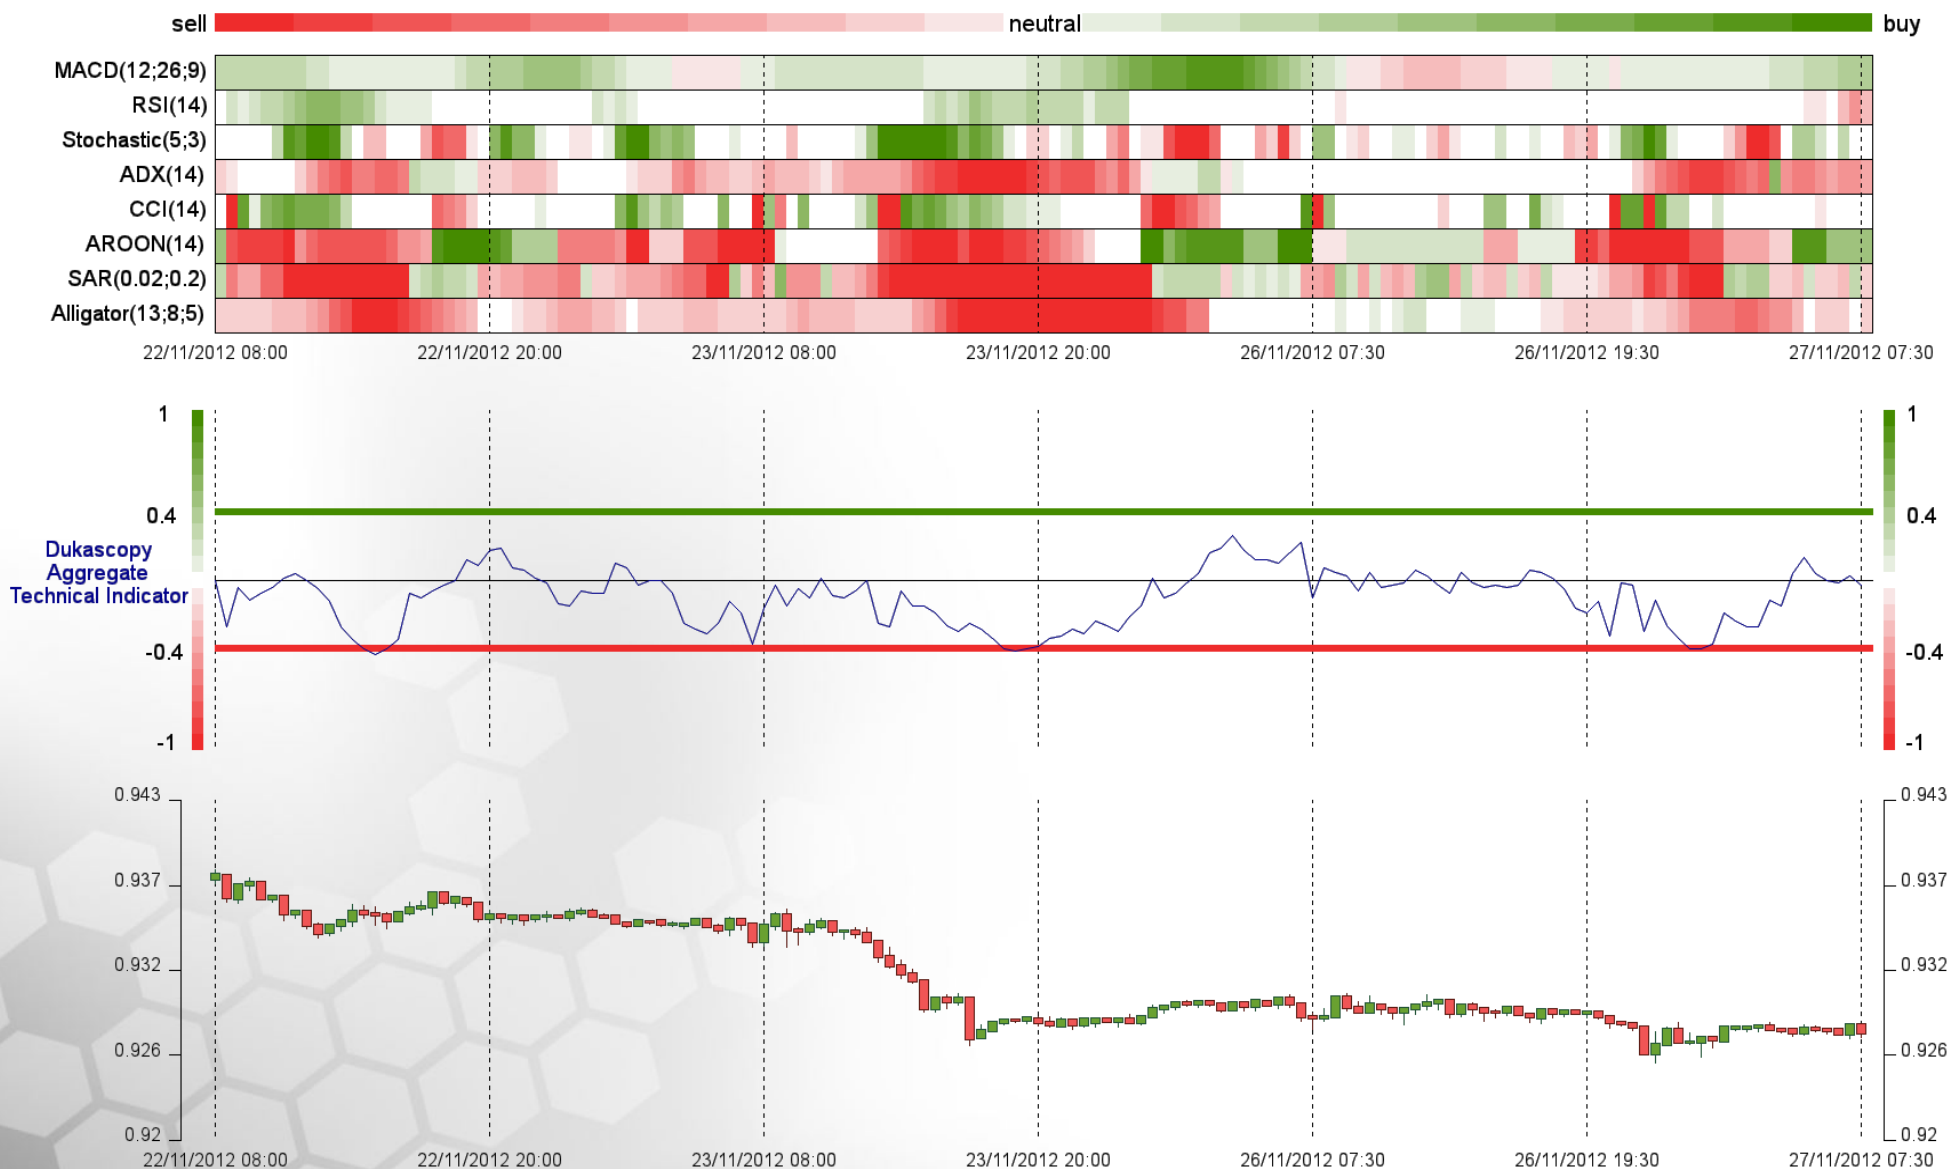 sell neutral buy
MACD(12;26;9)
RSI(14)
Stochastic(5;3)
ADX(14)
CCI(14)
AROON(14)
SAR(0.02;0.2)
Alligator(13;8;5)
22/11/2012 08:00 22/11/2012 20:00 23/11/2012 08:00 23/11/2012 20:00 26/11/2012 07:30 26/11/2012 19:30 27/11/2012 07:30
1 1
0.4 0.4
Dukascopy
Aggregate
Technical Indicator
-0.4 -0.4
-1 -1
0.943 0.943
0.937 0.937
0.932 0.932
0.926 0.926
0.92 0.92
22/11/2012 08:00 22/11/2012 20:00 23/11/2012 08:00 23/11/2012 20:00 26/11/2012 07:30 26/11/2012 19:30 27/11/2012 07:30